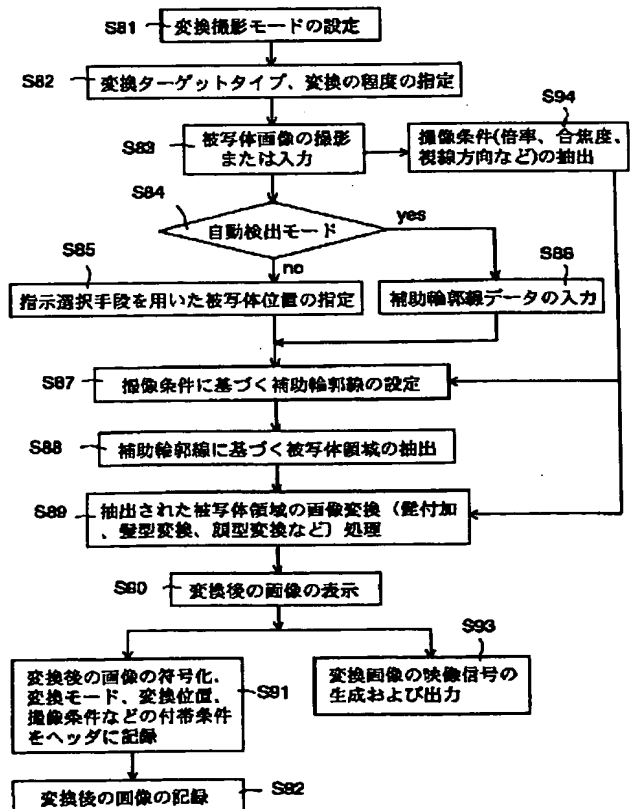 S81
変換撮影モードの設定
S82
変換ターゲットタイプ、変換の程度の指定
S83
被写体画像の撮影
または入力
S94
撮像条件(倍率、合焦度、
視線方向など)の抽出
S84
自動検出モード
yes
no
S85
指示選択手段を用いた被写体位置の指定
S86
補助輪郭線データの入力
S87
撮像条件に基づく補助輪郭線の設定
S88
補助輪郭線に基づく被写体領域の抽出
S89
抽出された被写体領域の画像変換(髭付加
、髪型変換、顔型変換など)処理
S90
変換後の画像の表示
S91
変換後の画像の符号化、
変換モード、変換位置、
撮像条件などの付帯条件
をヘッダに記録
S93
変換画像の映像信号の
生成および出力
S92
変換後の画像の記録